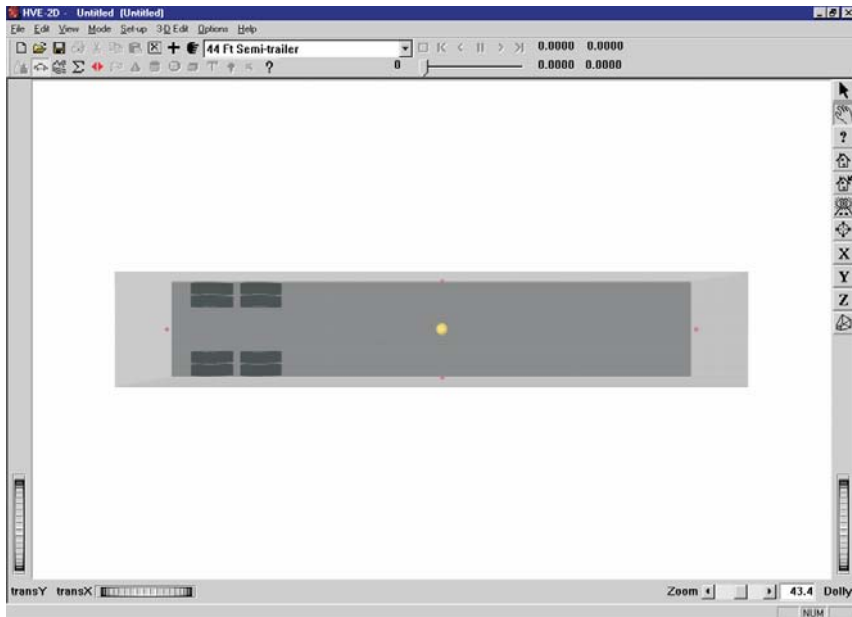 HVE-2D - Untitled (Untitled)
File Edit View Mode Set-up 3-D Edit Options Help
44 Ft Semi-trailer 0.0000 0.0000
0 0.0000 0.0000
?
?
X
Y
Z
transY transX Zoom 43.4 Dolly
NUM